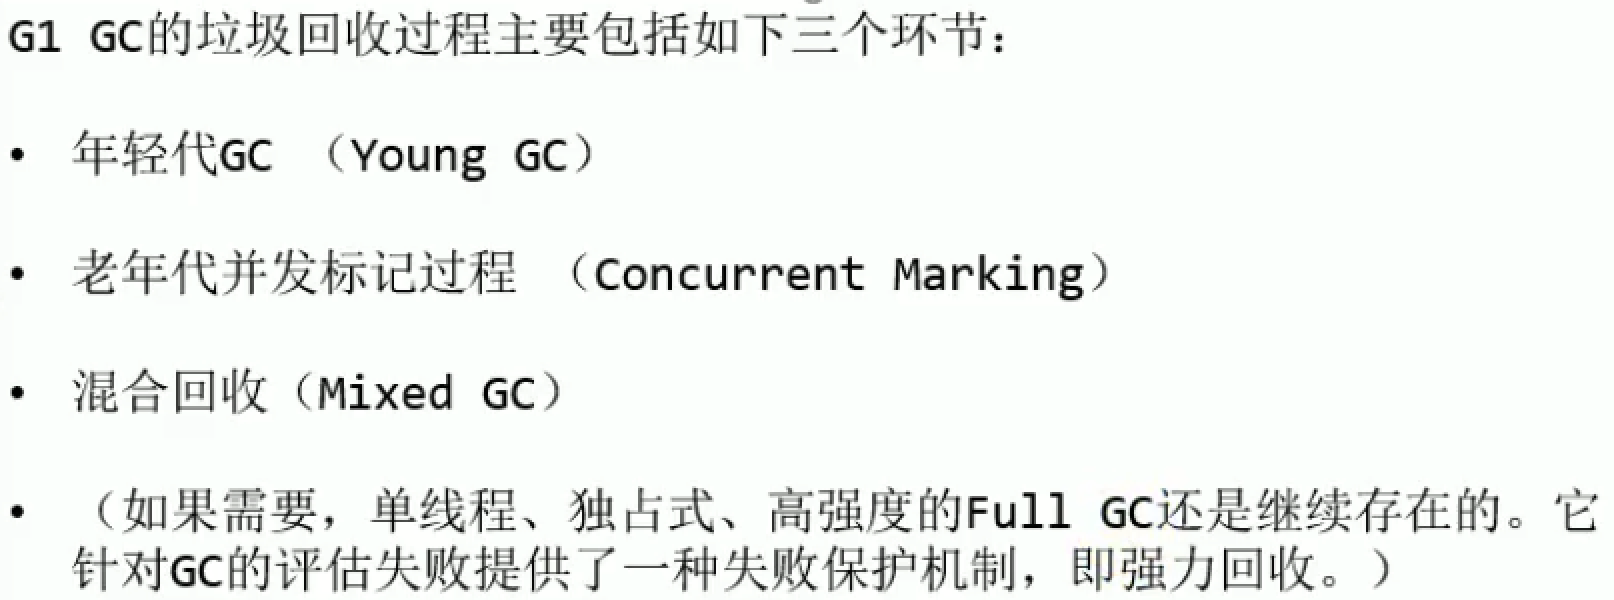 G1 GC的垃圾回收过程主要包括如下三个环节：
• 年轻代GC （Young GC）
• 老年代并发标记过程 （Concurrent Marking）
• 混合回收（Mixed GC）
• （如果需要，单线程、独占式、高强度的Full GC还是继续存在的。它
针对GC的评估失败提供了一种失败保护机制，即强力回收。）